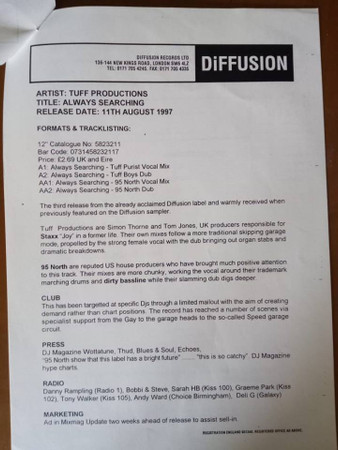 DIFFUSION RECORDS LTD
136-144 NEW KINGS ROAD, LONDON SW6 4LZ
TEL: 0171 705 4243. FAX: 0171 705
DiFFUSION
ARTIST: TUFF PRODUCTIONS
TITLE: ALWAYS SEARCHING
RELEASE DATE: 11TH AUGUST 1997
FORMATS & TRACKLISTING:
12" Catalogue No: 5823211
Bar Code: 0731458232117
Price: £2.69 UK and Eire
A1: Always Searching - Tuff Purist Vocal Mix
A2: Always Searching - Tuff Boys Dub
AA1: Always Searching - 95 North Vocal Mix
AA2: Always Searching - 95 North Dub
The third release from the already acclaimed Diffusion label and warmly received when
previously featured on the Diffusion sampler.
Tuff Productions are Simon Thorne and Tom Jones, UK producers responsible for
Staxx "Joy" in a former life. Their own mixes follow a more traditional skipping garage
mode, propelled by the strong female vocal with the dub bringing out organ stabs and
dramatic breakdowns.
95 North are reputed US house producers who have brought much positive attention
to this track. Their mixes are more chunky, working the vocal around their trademark
marching drums and dirty bassline while their slamming dub digs deeper.
CLUB
This has been targetted at specific Djs through a limited mailout with the aim of creating
demand rather than chart positions. The record has reached a number of scenes via
specialist support from the Gay to the garage heads to the so-called Speed garage
circuit.
PRESS
DJ Magazine Wottatune, Thud, Blues & Soul, Echoes,
"95 North show that this label has a bright future" ....... "this is so catchy" DJ Magazine
hype charts.
RADIO
Danny Rampling (Radio 1), Bobbi & Steve, Sarah HB (Kiss 100), Graeme Park (Kiss
102), Tony Walker (Kiss 105), Andy Ward (Choice Birmingham), Deli G (Galaxy)
MARKETING
Ad in Mixmag Update two weeks ahead of release to assist sell-in.